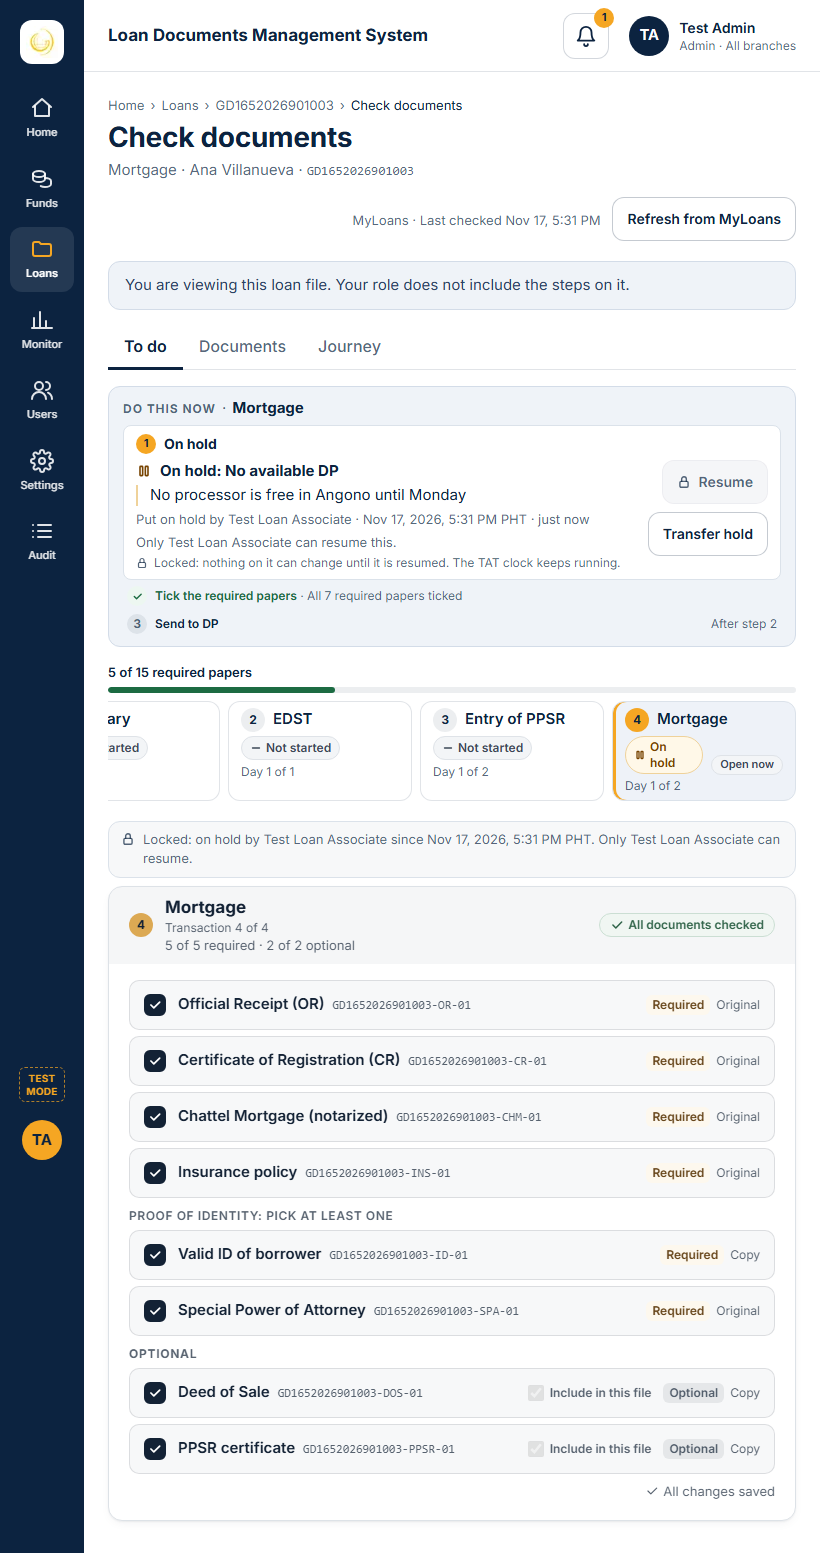 Loan Documents Management System
1
TA
Test Admin
Admin · All branches
Home
Funds
Loans
Monitor
Users
Settings
Audit
TEST
MODE
TA
Home › Loans › GD1652026901003 › Check documents
Check documents
Mortgage · Ana Villanueva · GD1652026901003
MyLoans · Last checked Nov 17, 5:31 PM
Refresh from MyLoans
You are viewing this loan file. Your role does not include the steps on it.
To do
Documents
Journey
DO THIS NOW · Mortgage
1 On hold
On hold: No available DP
No processor is free in Angono until Monday
Put on hold by Test Loan Associate · Nov 17, 2026, 5:31 PM PHT · just now
Only Test Loan Associate can resume this.
Locked: nothing on it can change until it is resumed. The TAT clock keeps running.
Resume
Transfer hold
Tick the required papers · All 7 required papers ticked
3 Send to DP
After step 2
5 of 15 required papers
ary
arted
2 EDST
Not started
Day 1 of 1
3 Entry of PPSR
Not started
Day 1 of 2
4 Mortgage
On
hold
Open now
Day 1 of 2
Locked: on hold by Test Loan Associate since Nov 17, 2026, 5:31 PM PHT. Only Test Loan Associate can
resume.
4
Mortgage
Transaction 4 of 4
5 of 5 required · 2 of 2 optional
All documents checked
Official Receipt (OR) GD1652026901003-OR-01 Required Original
Certificate of Registration (CR) GD1652026901003-CR-01 Required Original
Chattel Mortgage (notarized) GD1652026901003-CHM-01 Required Original
Insurance policy GD1652026901003-INS-01 Required Original
PROOF OF IDENTITY: PICK AT LEAST ONE
Valid ID of borrower GD1652026901003-ID-01 Required Copy
Special Power of Attorney GD1652026901003-SPA-01 Required Original
OPTIONAL
Deed of Sale GD1652026901003-DOS-01 Include in this file Optional Copy
PPSR certificate GD1652026901003-PPSR-01 Include in this file Optional Copy
All changes saved